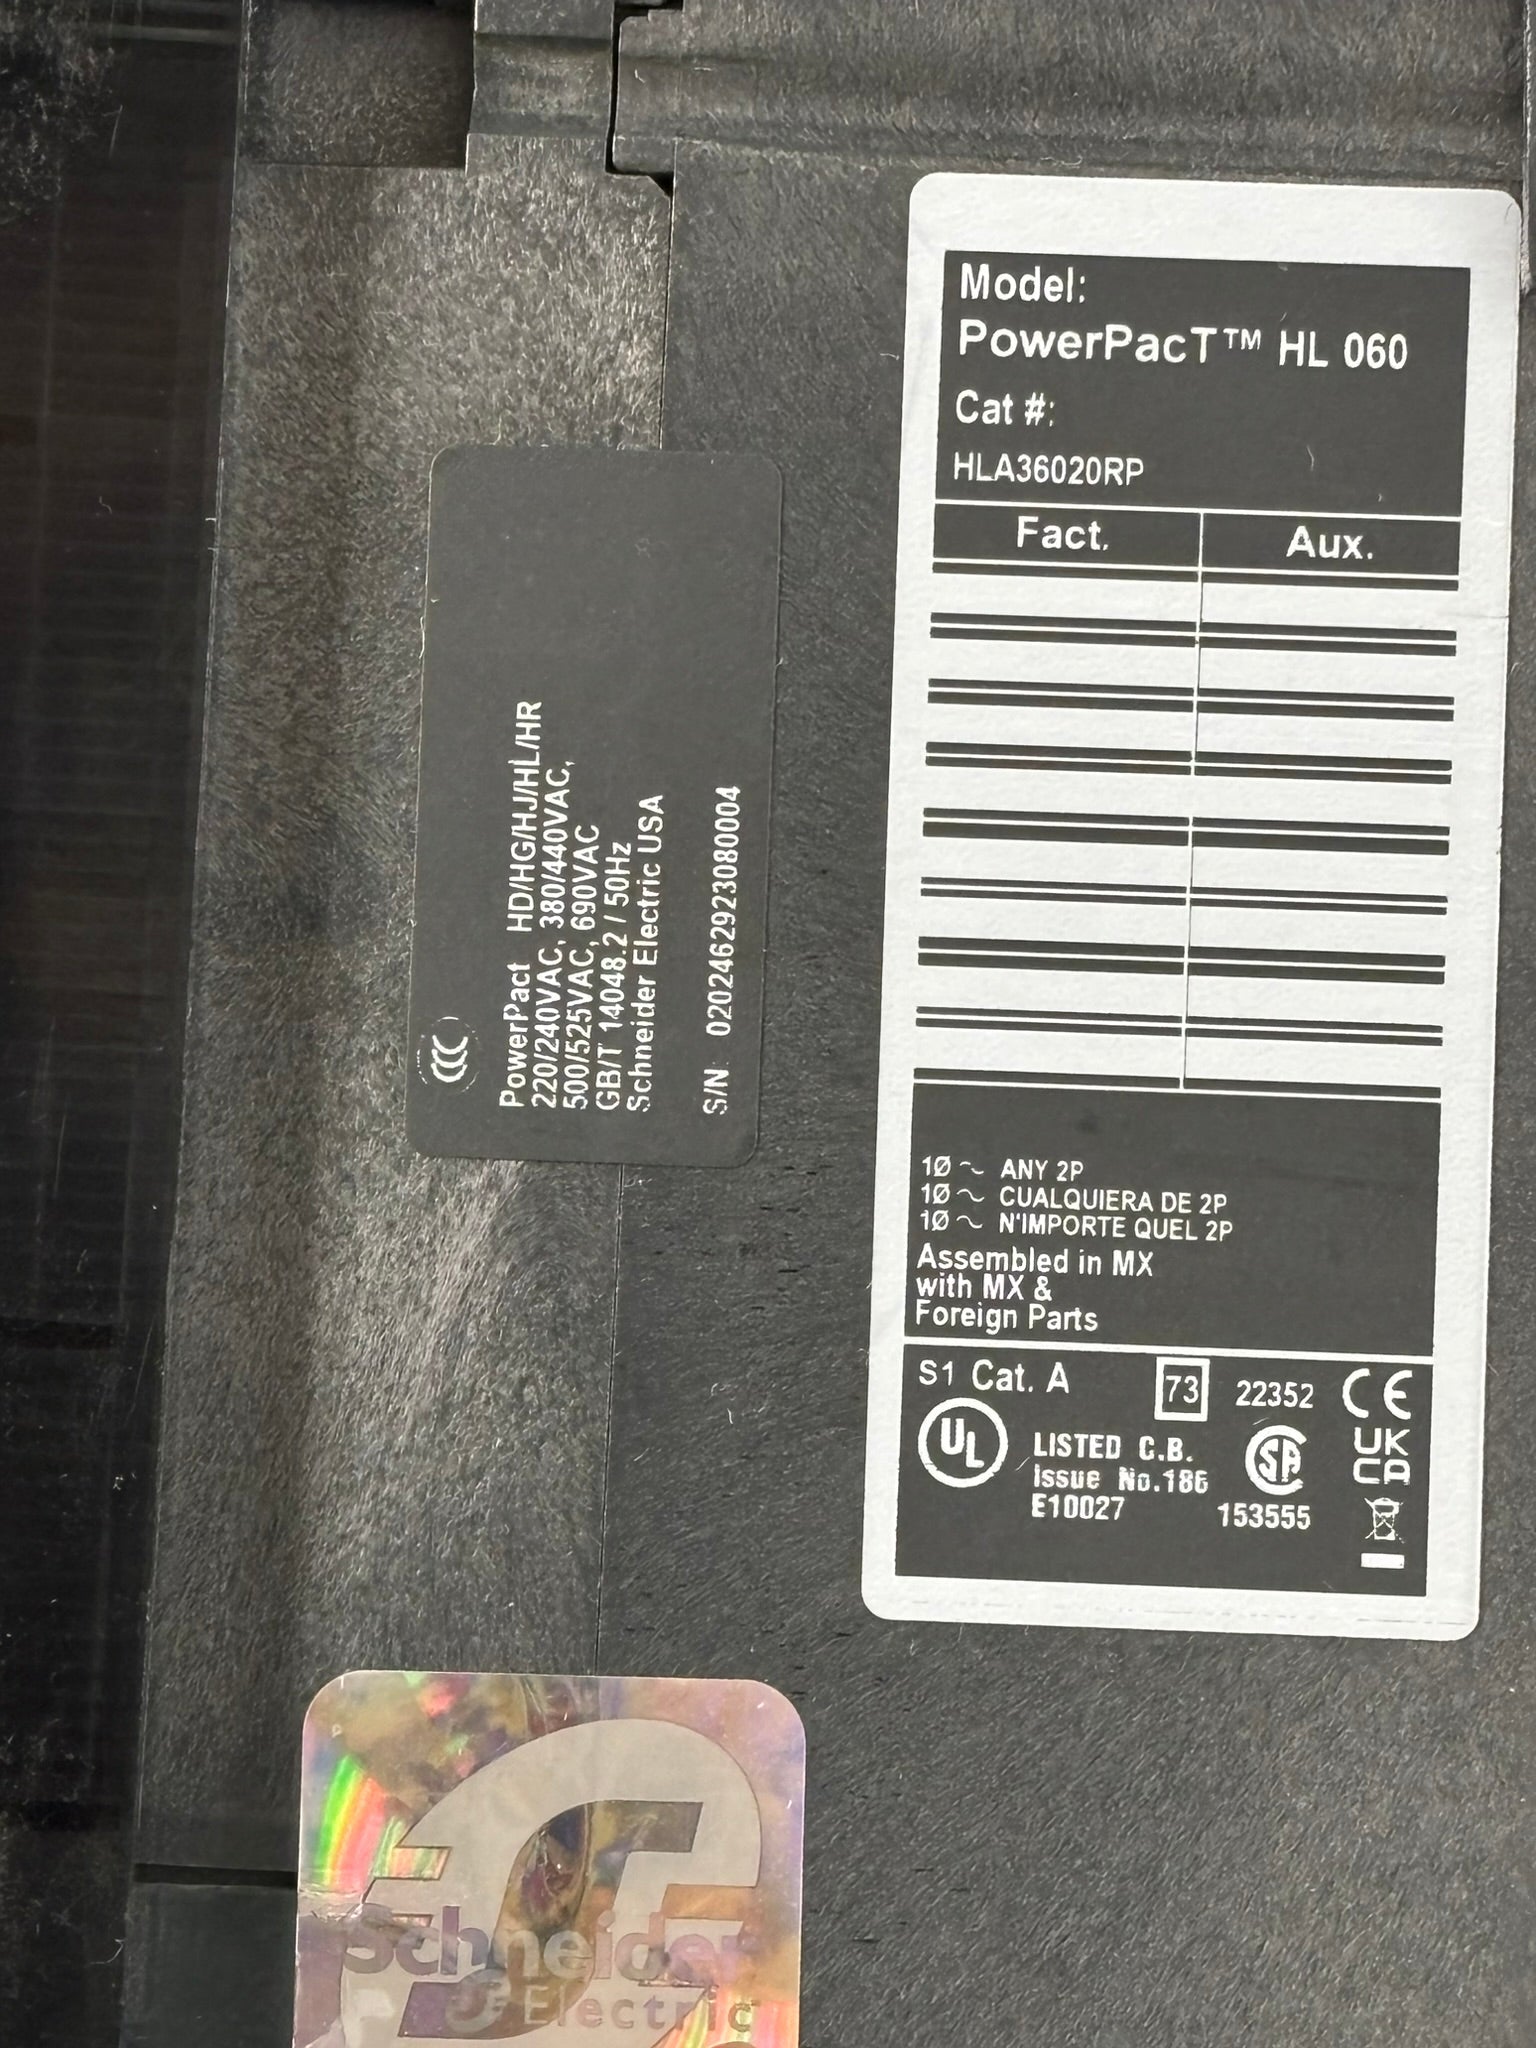 Model:
PowerPacT™ HL 060
Cat #:
HLA36020RP
Fact. Aux.
1Ø ~ ANY 2P
1Ø ~ CUALQUIERA DE 2P
1Ø ~ N'IMPORTE QUEL 2P
Assembled in MX
with MX &
Foreign Parts
S1 Cat. A 73 22352 CE
UL LISTED C.B. SA UK
Issue No.186 CA
E10027 153555
CCC
PowerPact HD/HG/HJ/HL/HR
220/240VAC, 380/440VAC,
500/525VAC, 690VAC
GB/T 14048.2 / 50Hz
Schneider Electric USA
S/N 0202462923080004
Schneider
Electric